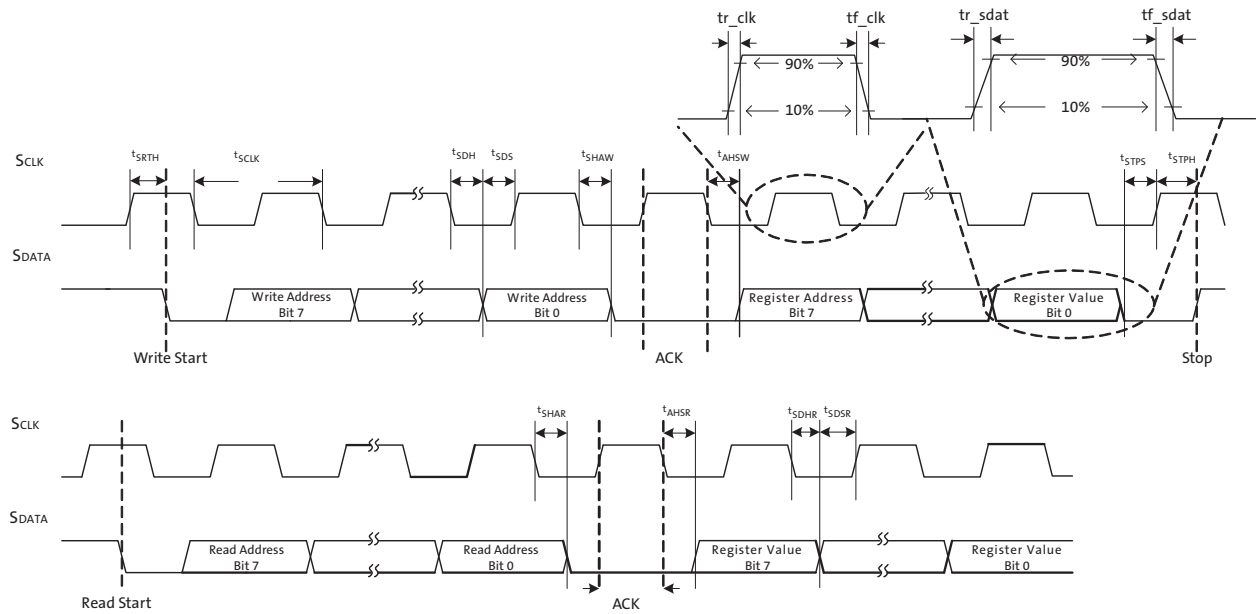 tr_clk tf_clk tr_sdat tf_sdat
90% 90%
10% 10%
SCLK tSRTH tSCLK tSDH tSDS tSHAW tAHSW tSTPS tSTPH
SDATA
Write Address Bit 7
Write Address Bit 0
Register Address Bit 7
Register Value Bit 0
Write Start ACK Stop
SCLK tSHAR tAHSR tSDHR tSDSR
SDATA
Read Address Bit 7
Read Address Bit 0
Register Value Bit 7
Register Value Bit 0
Read Start ACK